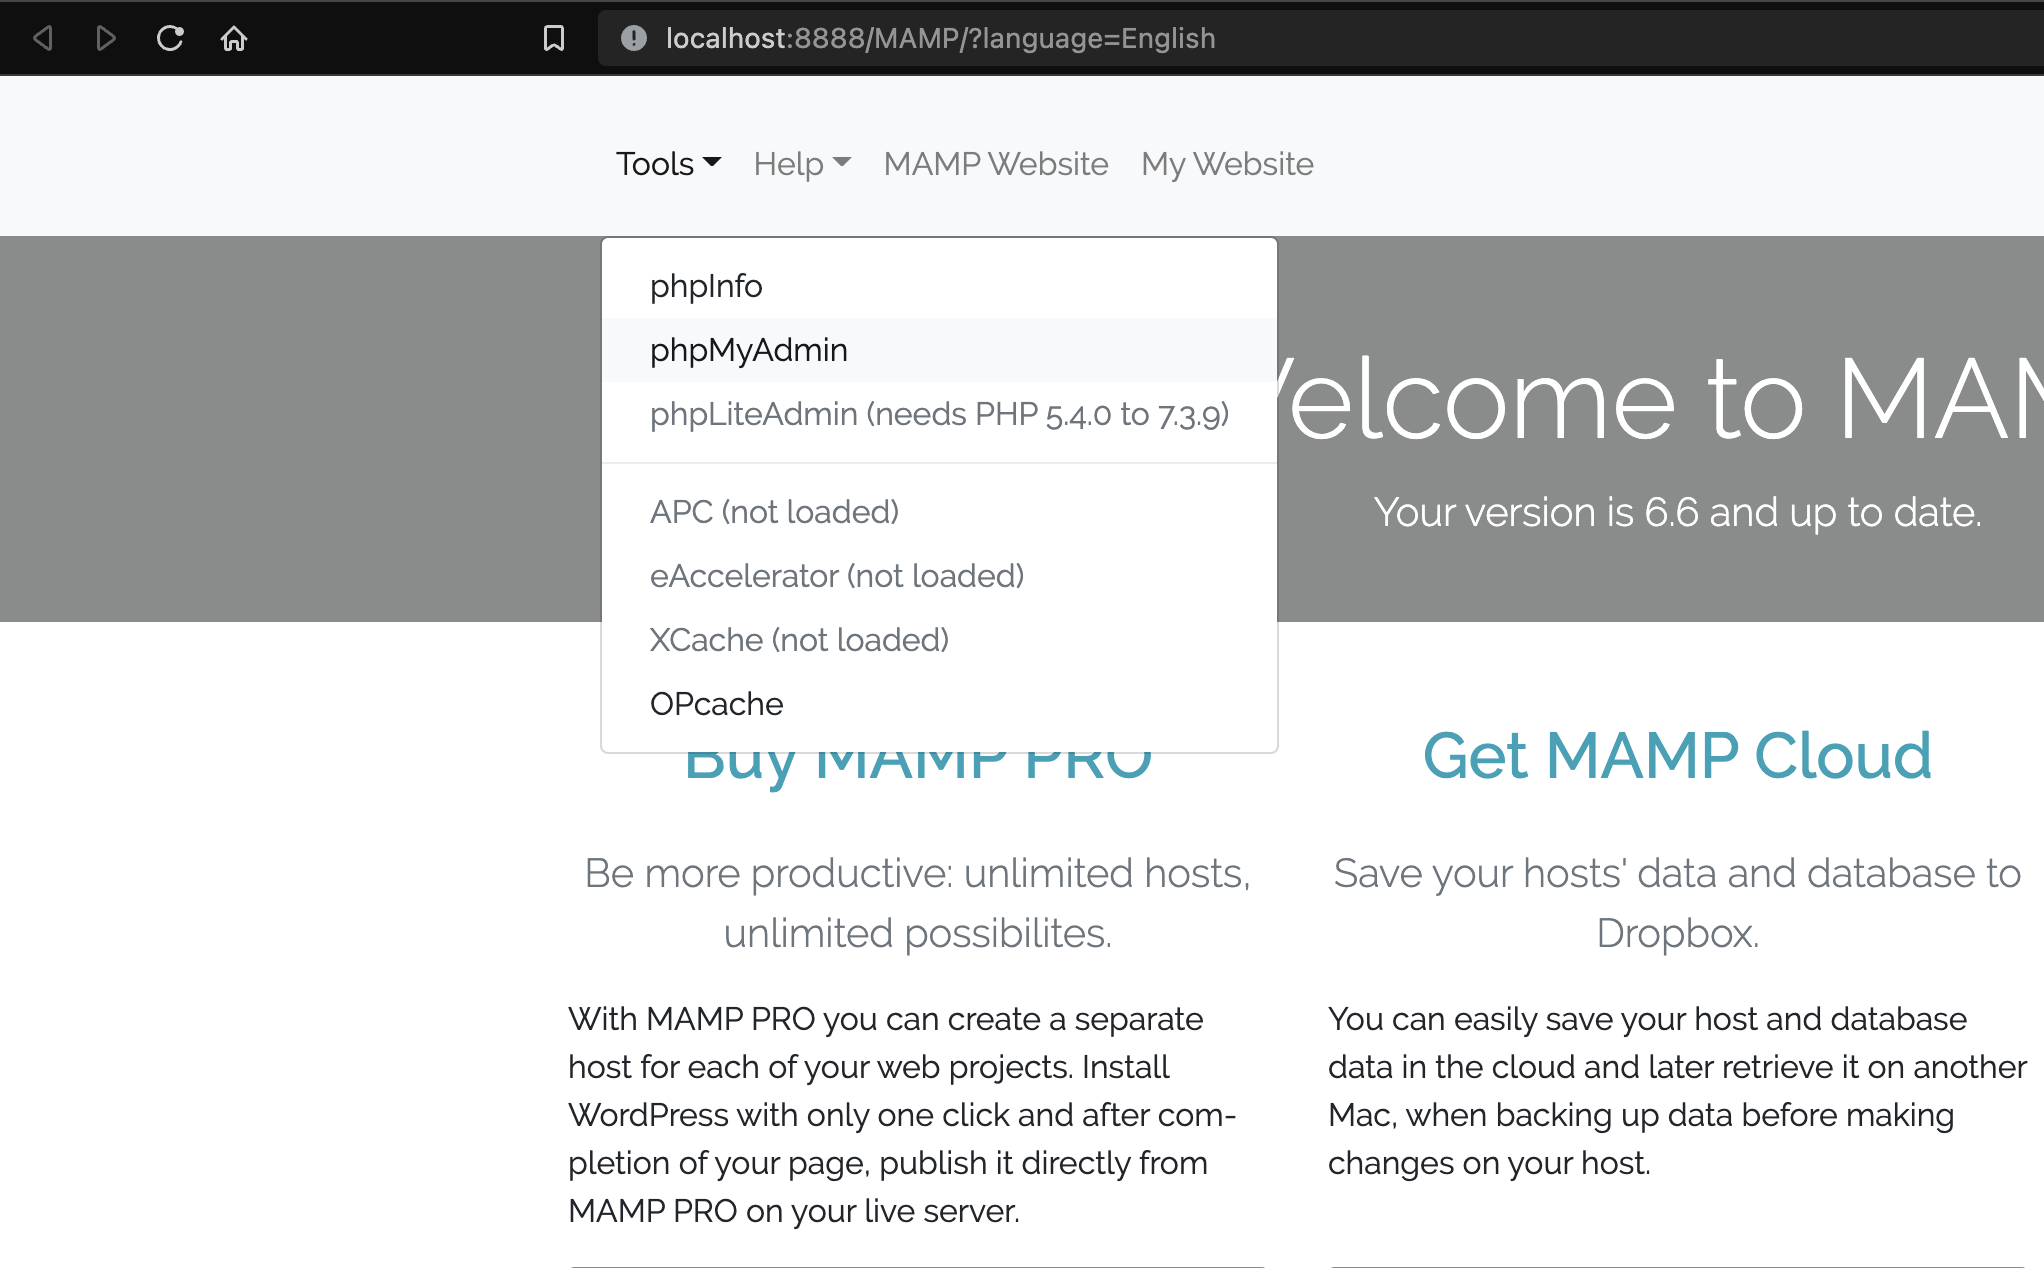 localhost:8888/MAMP/?language=English
Tools Help MAMP Website My Website
phpInfo
phpMyAdmin
phpLiteAdmin (needs PHP 5.4.0 to 7.3.9)
APC (not loaded)
eAccelerator (not loaded)
XCache (not loaded)
OPcache
elcome to MAM
Your version is 6.6 and up to date.
Buy MAMP PRO
Be more productive: unlimited hosts,
unlimited possibilites.
With MAMP PRO you can create a separate
host for each of your web projects. Install
WordPress with only one click and after com-
pletion of your page, publish it directly from
MAMP PRO on your live server.
Get MAMP Cloud
Save your hosts' data and database to
Dropbox.
You can easily save your host and database
data in the cloud and later retrieve it on another
Mac, when backing up data before making
changes on your host.